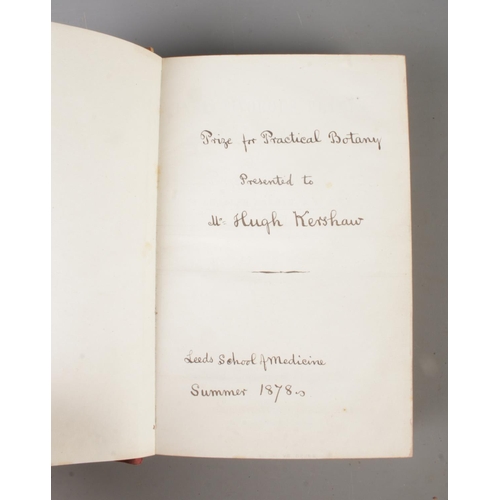 Prize for Practical Botany
Presented to
Mr Hugh Kershaw
Leeds School of Medicine
Summer 1878.